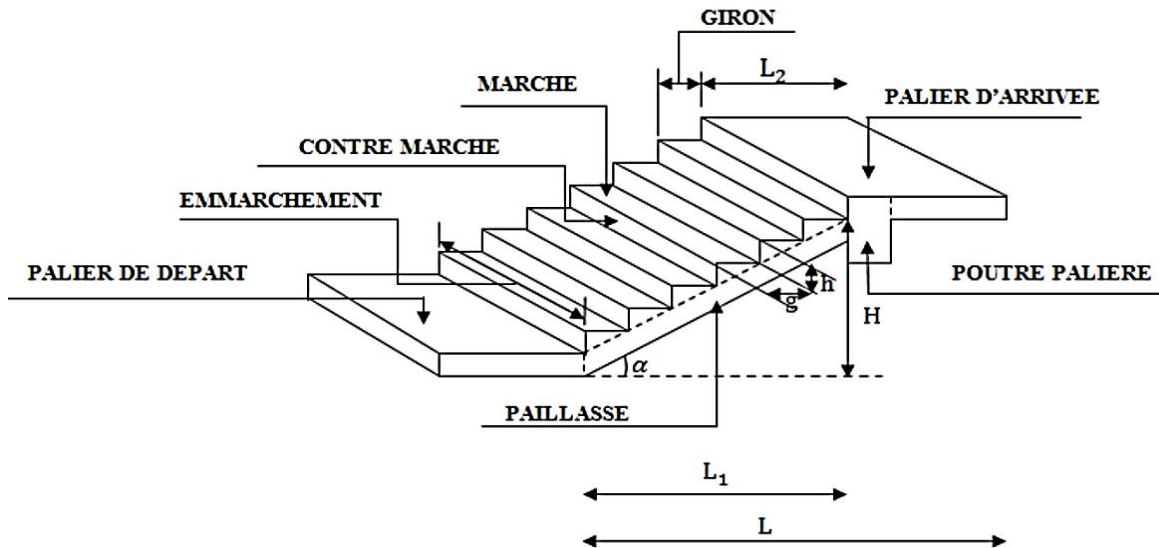 GIRON
L₂
MARCHE
PALIER D'ARRIVEE
CONTRE MARCHE
EMMARCHEMENT
PALIER DE DEPART
h
POUTRE PALIERE
g
H
α
PAILLASSE
L₁
L